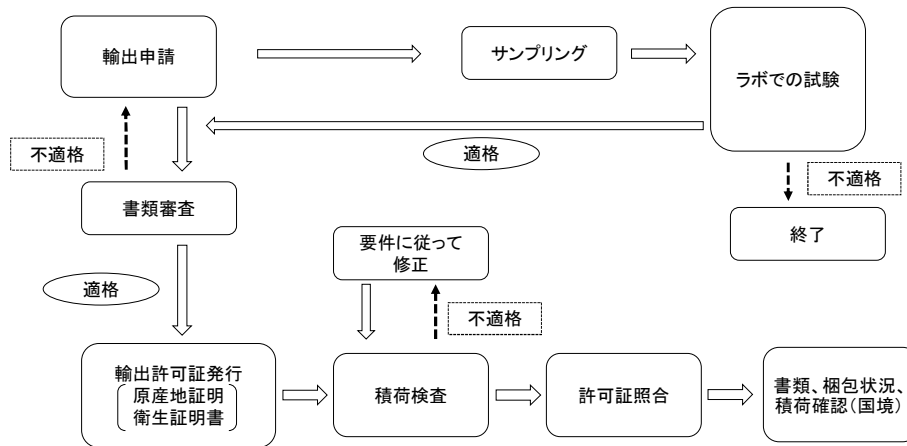 輸出申請
サンプリング
ラボでの試験
不適格
適格
不適格
書類審査
終了
要件に従って
修正
適格
不適格
輸出許可証発行
原産地証明
衛生証明書
積荷検査
許可証照合
書類、梱包状況、
積荷確認(国境)